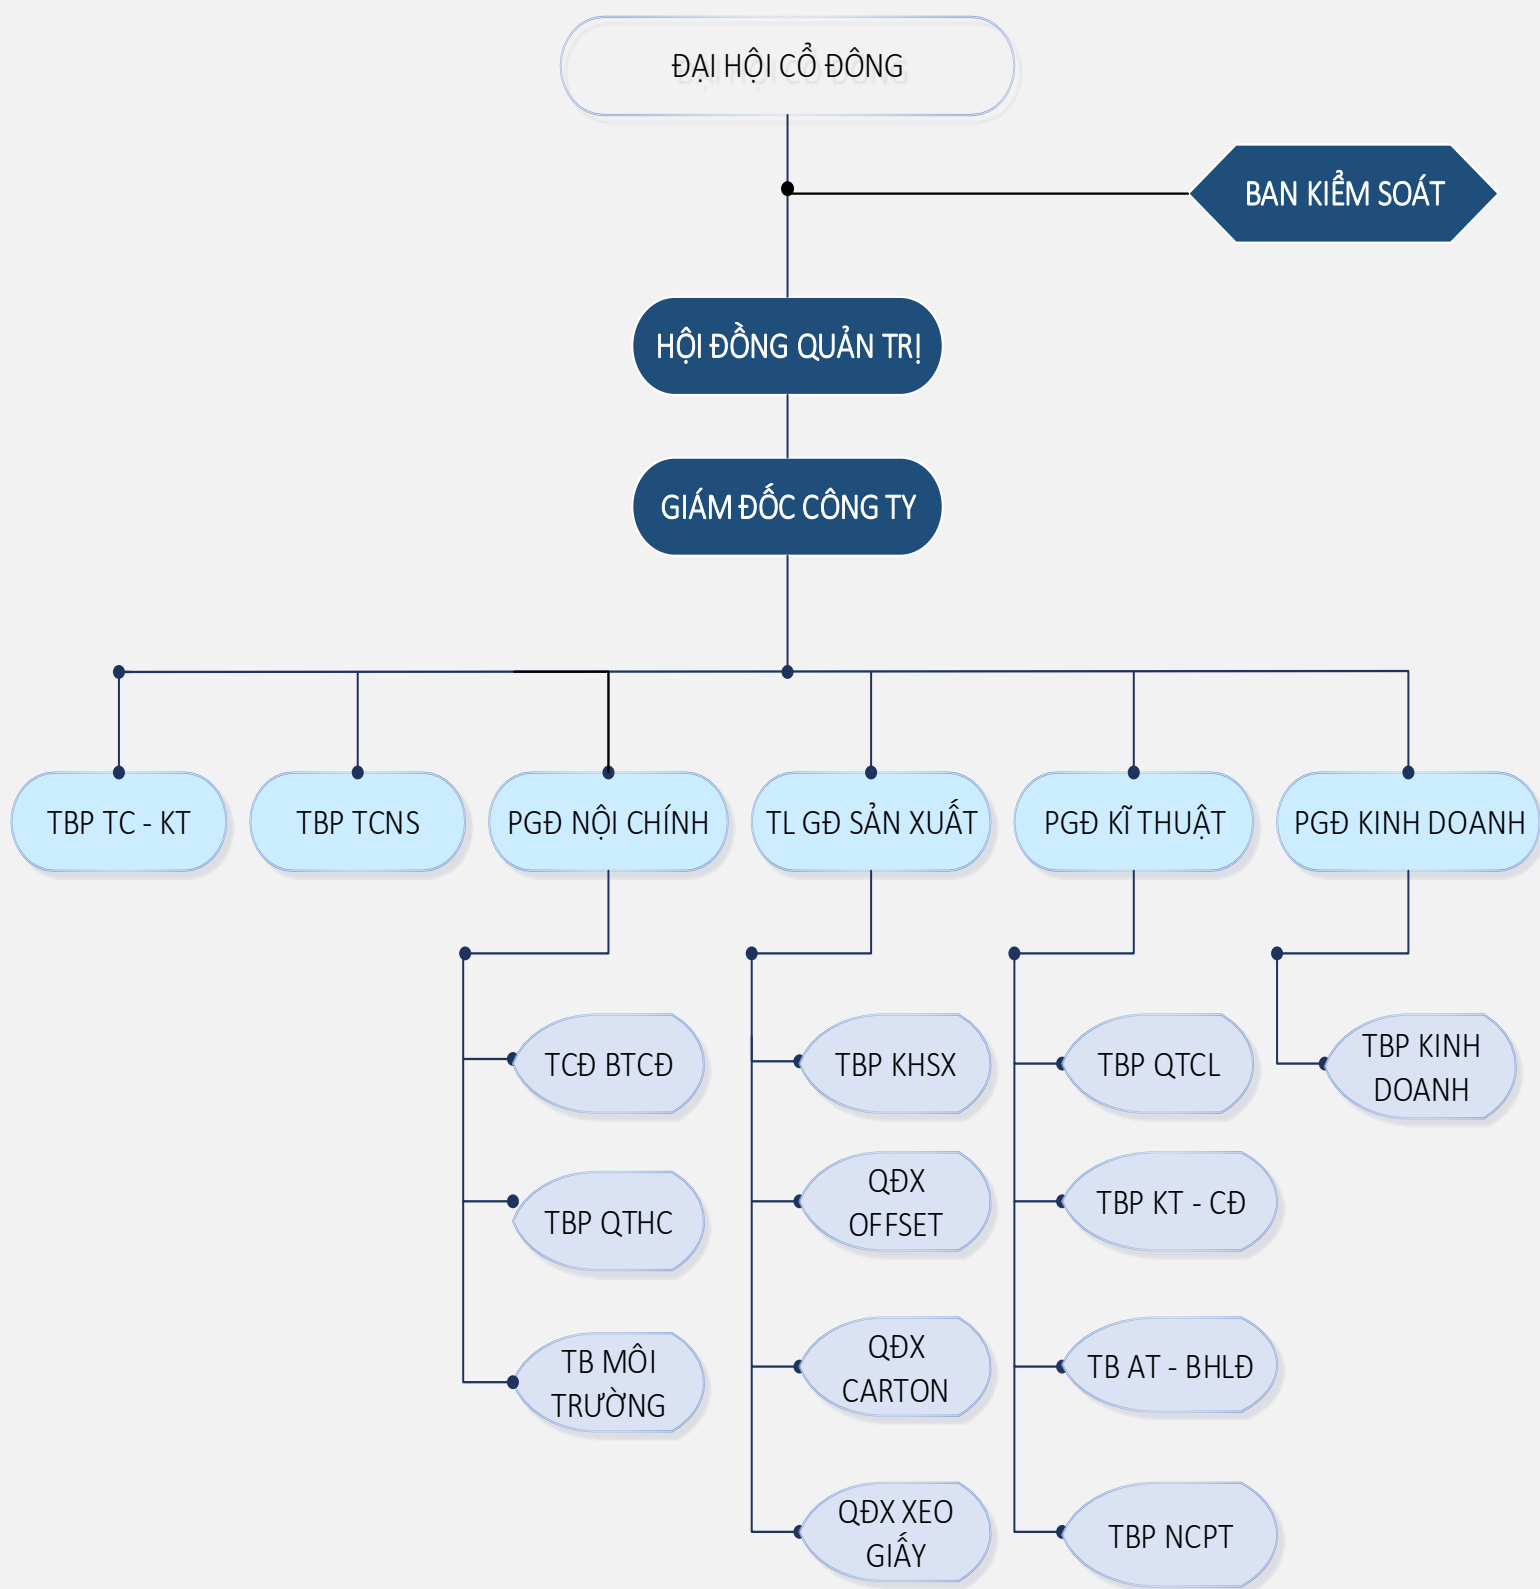 ĐẠI HỘI CỔ ĐÔNG
BAN KIỂM SOÁT
HỘI ĐỒNG QUẢN TRỊ
GIÁM ĐỐC CÔNG TY
TBP TC - KT
TBP TCNS
PGĐ NỘI CHÍNH
TL GĐ SẢN XUẤT
PGĐ KĨ THUẬT
PGĐ KINH DOANH
TCĐ BTCĐ
TBP QTHC
TB MÔI
TRƯỜNG
TBP KHSX
QĐX
OFFSET
QĐX
CARTON
QĐX XEO
GIẤY
TBP QTCL
TBP KT - CĐ
TB AT - BHLĐ
TBP NCPT
TBP KINH
DOANH